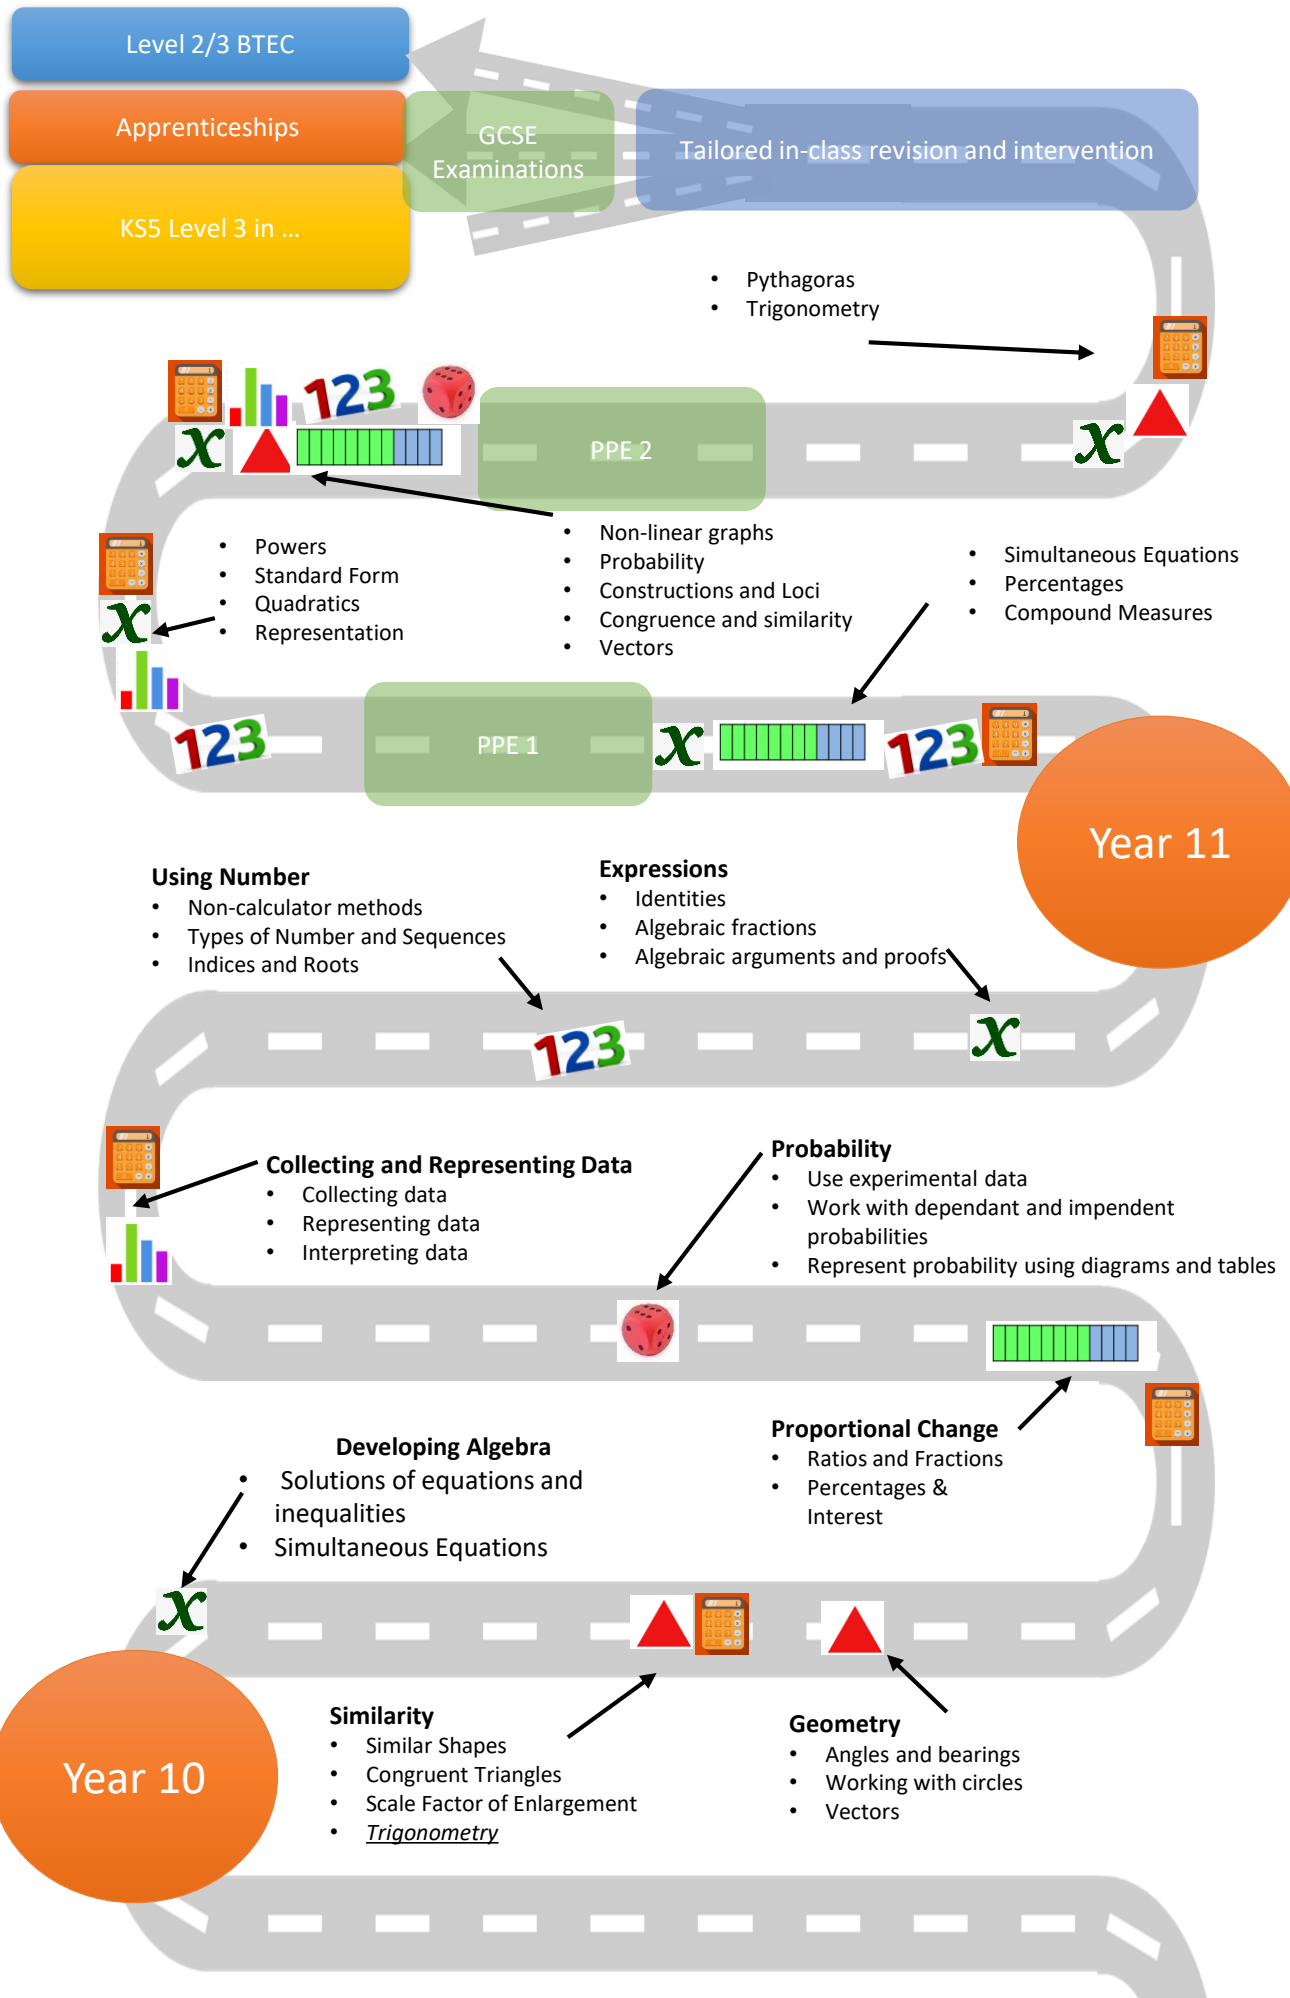 Level 2/3 BTEC
Apprenticeships
KS5 Level 3 in ...
GCSE
Examinations
Tailored in-class revision and intervention
• Pythagoras
• Trigonometry
123
x
PPE 2
x
• Powers
• Standard Form
• Quadratics
• Representation
• Non-linear graphs
• Probability
• Constructions and Loci
• Congruence and similarity
• Vectors
• Simultaneous Equations
• Percentages
• Compound Measures
x
123
PPE 1
x
123
Year 11
Using Number
• Non-calculator methods
• Types of Number and Sequences
• Indices and Roots
Expressions
• Identities
• Algebraic fractions
• Algebraic arguments and proofs
123
x
Collecting and Representing Data
• Collecting data
• Representing data
• Interpreting data
Probability
• Use experimental data
• Work with dependant and impendent
probabilities
• Represent probability using diagrams and tables
Proportional Change
• Ratios and Fractions
• Percentages &
Interest
Developing Algebra
• Solutions of equations and
inequalities
• Simultaneous Equations
x
Year 10
Similarity
• Similar Shapes
• Congruent Triangles
• Scale Factor of Enlargement
• Trigonometry
Geometry
• Angles and bearings
• Working with circles
• Vectors